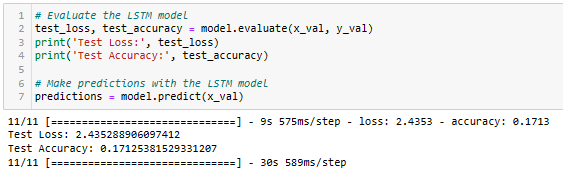 1 # Evaluate the LSTM model
2 test_loss, test_accuracy = model.evaluate(x_val, y_val)
3 print('Test Loss:', test_loss)
4 print('Test Accuracy:', test_accuracy)
5
6 # Make predictions with the LSTM model
7 predictions = model.predict(x_val)
11/11 [==============================] - 9s 575ms/step - loss: 2.4353 - accuracy: 0.1713
Test Loss: 2.435288906097412
Test Accuracy: 0.17125381529331207
11/11 [==============================] - 30s 589ms/step